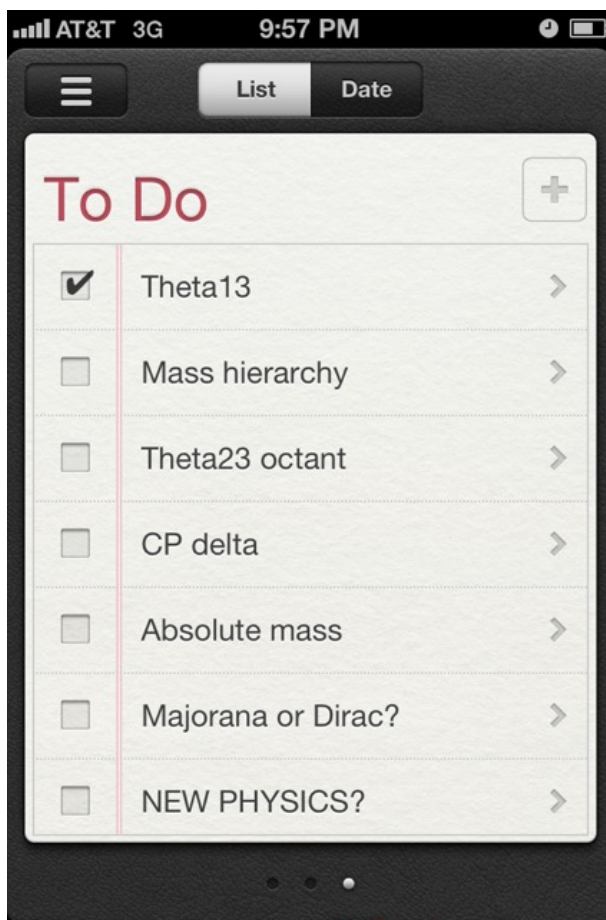 AT&T 3G 9:57 PM
List Date
To Do
Theta13
Mass hierarchy
Theta23 octant
CP delta
Absolute mass
Majorana or Dirac?
NEW PHYSICS?